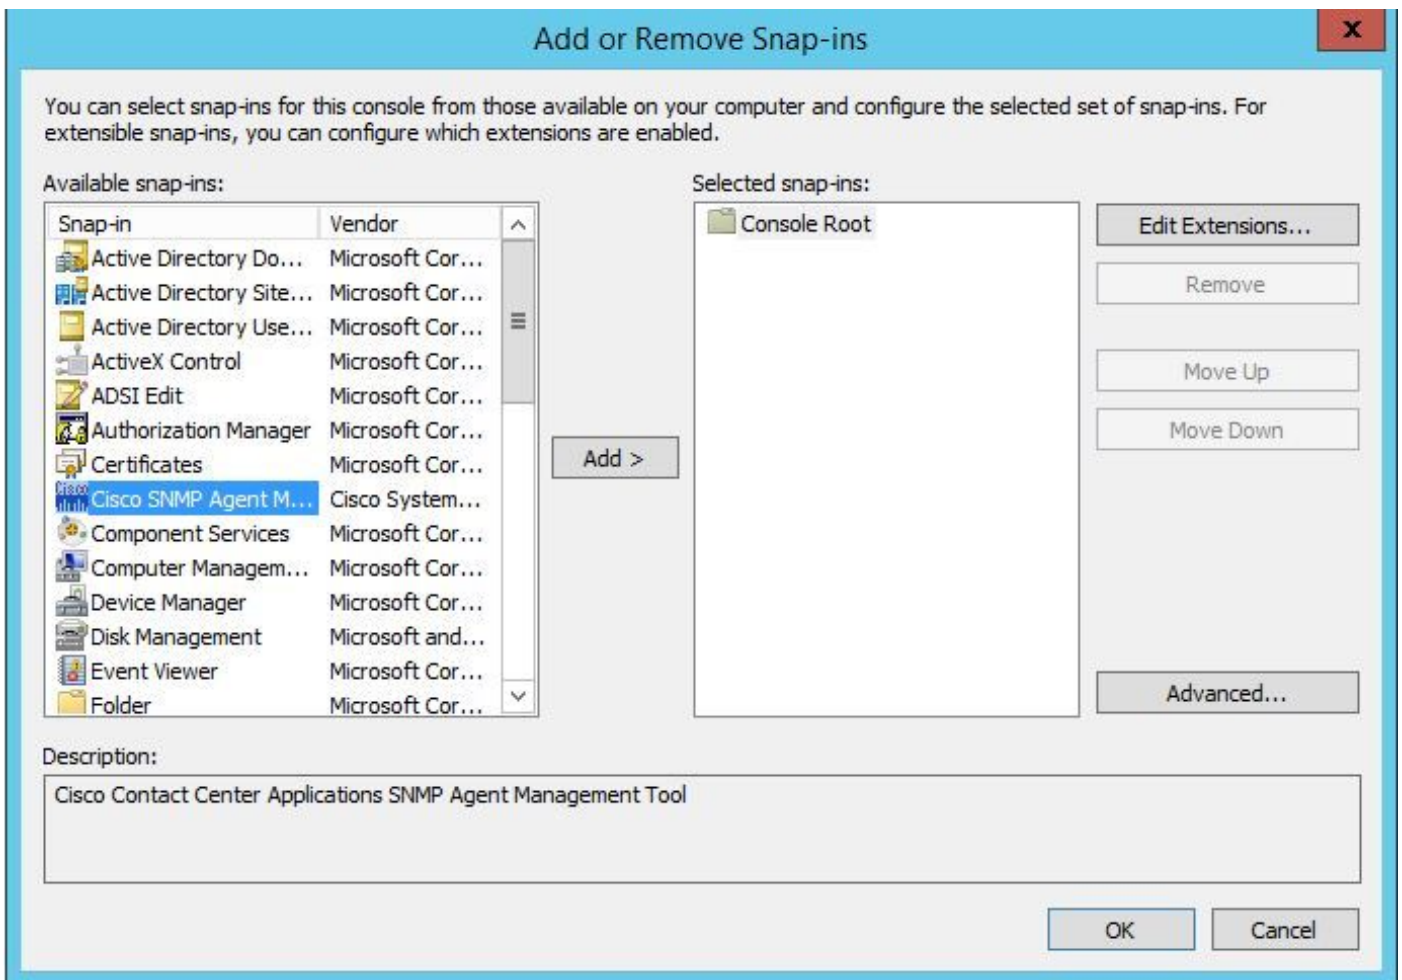 Add or Remove Snap-ins
x
You can select snap-ins for this console from those available on your computer and configure the selected set of snap-ins. For
extensible snap-ins, you can configure which extensions are enabled.
Available snap-ins:
Snap-in Vendor
Active Directory Do... Microsoft Cor...
Active Directory Site... Microsoft Cor...
Active Directory Use... Microsoft Cor...
ActiveX Control Microsoft Cor...
ADSI Edit Microsoft Cor...
Authorization Manager Microsoft Cor...
Certificates Microsoft Cor...
Cisco
Cisco SNMP Agent M... Cisco System...
Component Services Microsoft Cor...
Computer Managem... Microsoft Cor...
Device Manager Microsoft Cor...
Disk Management Microsoft and...
Event Viewer Microsoft Cor...
Folder Microsoft Cor...
Add >
Selected snap-ins:
Console Root
Edit Extensions...
Remove
Move Up
Move Down
Advanced...
Description:
Cisco Contact Center Applications SNMP Agent Management Tool
OK
Cancel